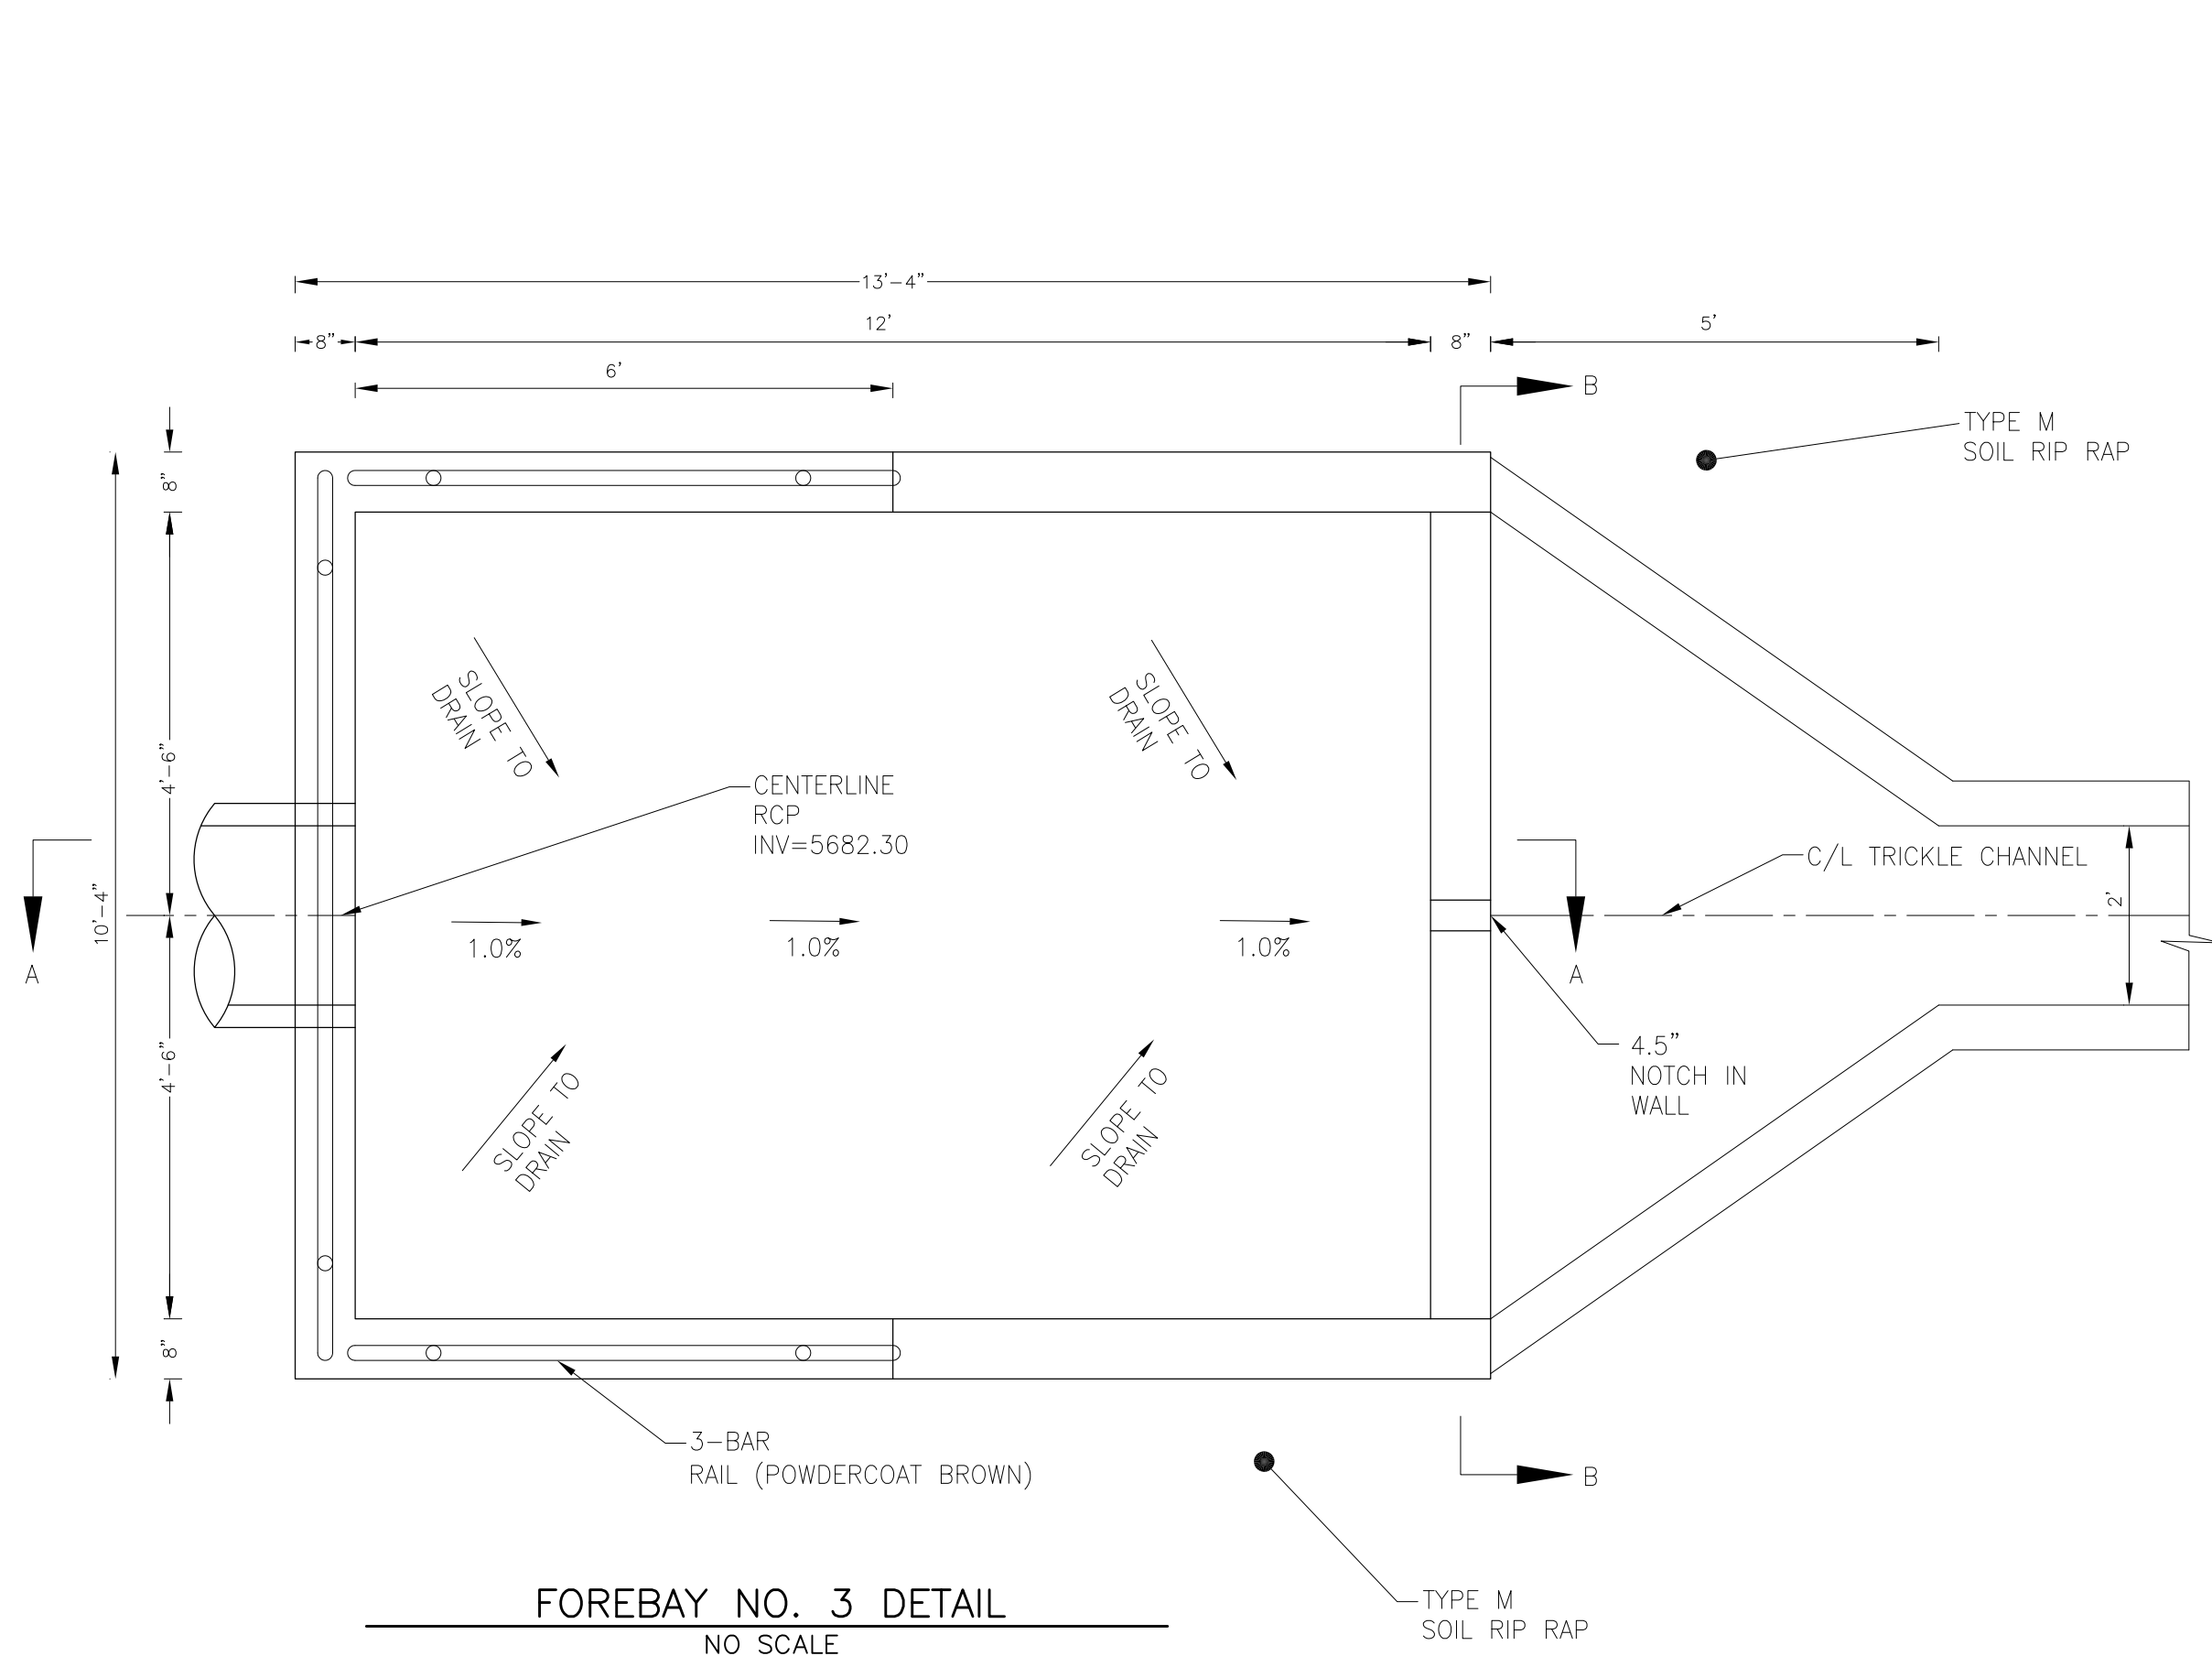 13'-4"
8"
12'
8"
5'
6'
B
TYPE M
SOIL RIP RAP
8"
SLOPE TO
DRAIN
SLOPE TO
DRAIN
4'-6"
CENTERLINE
RCP
INV=5682.30
C/L TRICKLE CHANNEL
2'
10'-4"
1.0%
1.0%
1.0%
A
A
4.5"
NOTCH IN
WALL
4'-6"
SLOPE TO
DRAIN
SLOPE TO
DRAIN
8"
3-BAR
RAIL (POWDERCOAT BROWN)
B
TYPE M
SOIL RIP RAP
FOREBAY NO. 3 DETAIL
NO SCALE